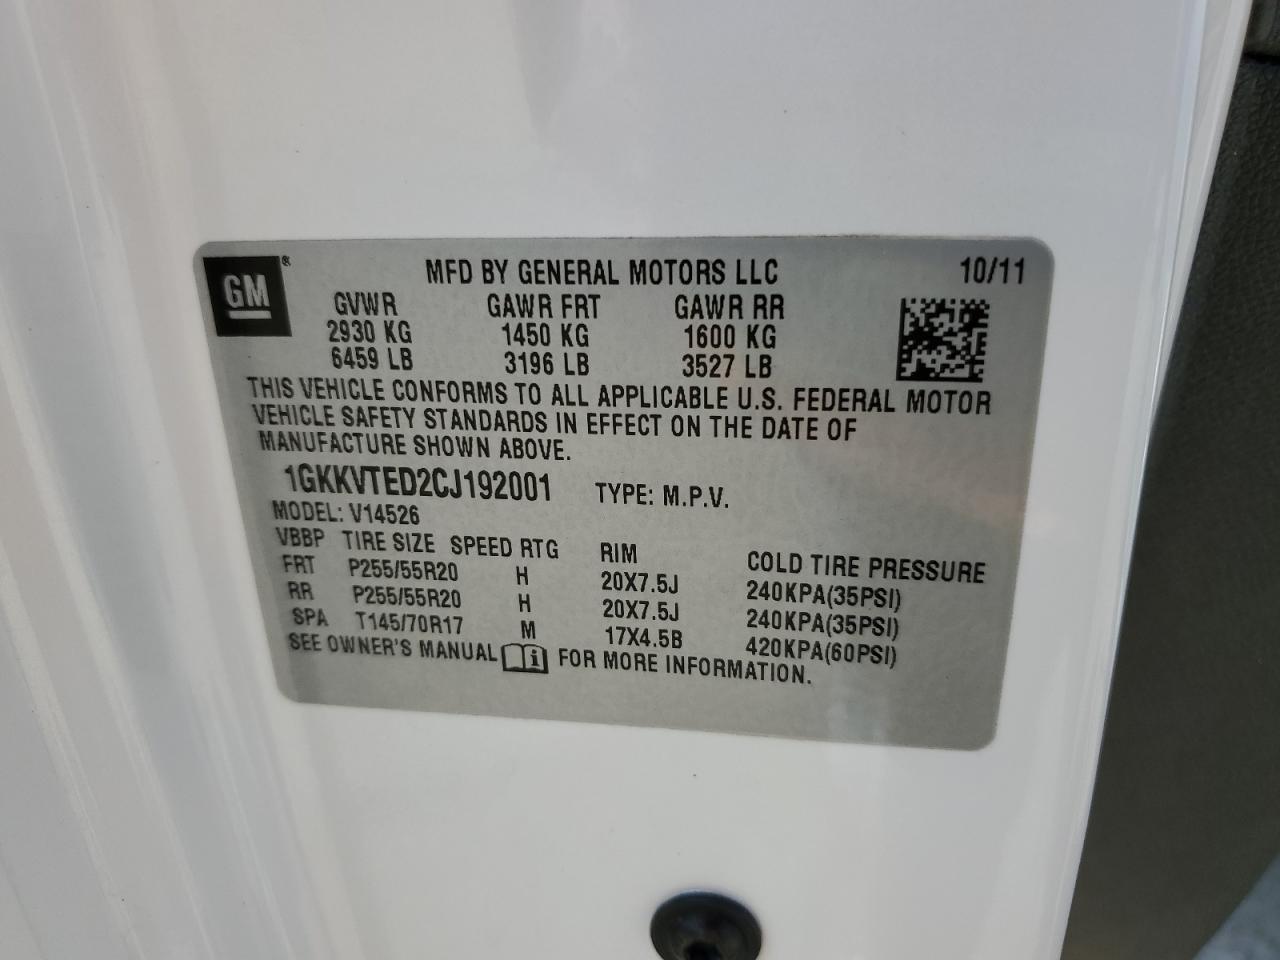 GM®
MFD BY GENERAL MOTORS LLC 10/11
GVWR GAWR FRT GAWR RR
2930 KG 1450 KG 1600 KG
6459 LB 3196 LB 3527 LB
THIS VEHICLE CONFORMS TO ALL APPLICABLE U.S. FEDERAL MOTOR
VEHICLE SAFETY STANDARDS IN EFFECT ON THE DATE OF
MANUFACTURE SHOWN ABOVE.
1GKKVTED2CJ192001 TYPE: M.P.V.
MODEL: V14526
VBBP TIRE SIZE SPEED RTG RIM COLD TIRE PRESSURE
FRT P255/55R20 H 20X7.5J 240KPA(35PSI)
RR P255/55R20 H 20X7.5J 240KPA(35PSI)
SPA T145/70R17 M 17X4.5B 420KPA(60PSI)
SEE OWNER'S MANUAL i FOR MORE INFORMATION.